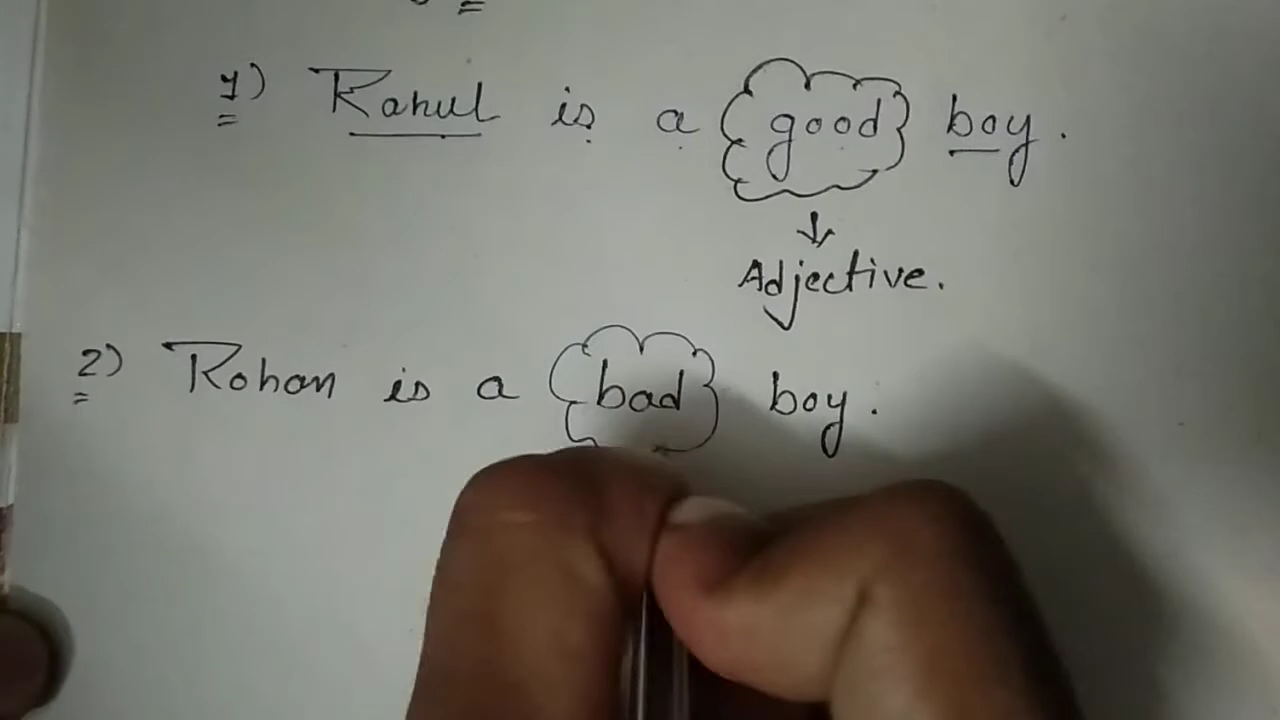 1) Rahul is a good boy.
Adjective.
2) Rohan is a bad boy.